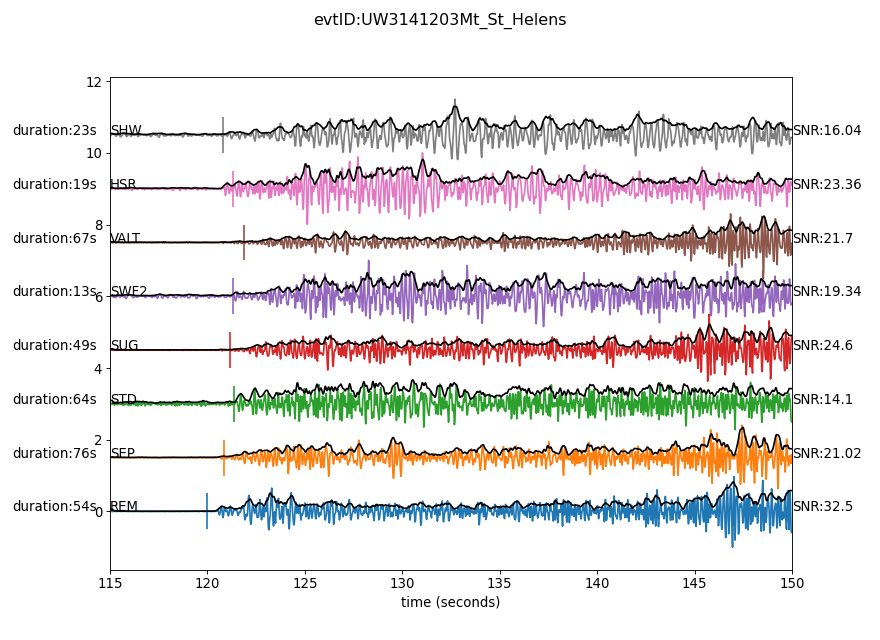 evtID:UW3141203Mt_St_Helens
12
duration:23s SHW SNR:16.04
10
duration:19s HSR SNR:23.36
8
duration:67s VALT SNR:21.7
duration:13s SWF2 SNR:19.34
6
duration:49s SUG SNR:24.6
4
duration:64s STD SNR:14.1
2
duration:76s SEP SNR:21.02
duration:54s REM SNR:32.5
0
115 120 125 130 135 140 145 150
time (seconds)